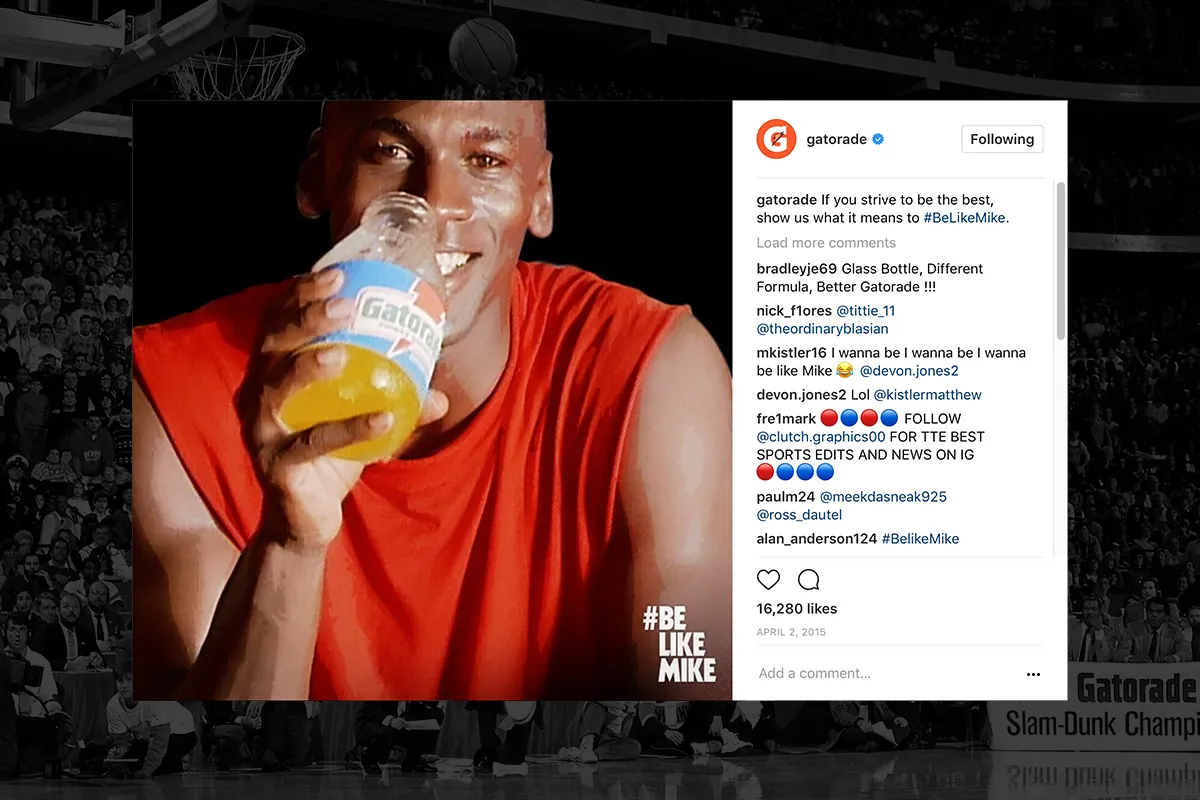 Gatorade
#BE
LIKE
MIKE
gatorade
Following
gatorade If you strive to be the best,
show us what it means to #BeLikeMike.
Load more comments
bradleyje69 Glass Bottle, Different
Formula, Better Gatorade !!!
nick_f1ores @tittie_11
@theordinaryblasian
mkistler16 I wanna be I wanna be I wanna
be like Mike 😂 @devon.jones2
devon.jones2 Lol @kistlermatthew
fre1mark 🔴🔵🔴🔵 FOLLOW
@clutch.graphics00 FOR TTE BEST
SPORTS EDITS AND NEWS ON IG
🔴🔵🔵🔵
paulm24 @meekdasneak925
@ross_dautel
alan_anderson124 #BelikeMike
16,280 likes
APRIL 2, 2015
Add a comment...
Gatorade
Slam-Dunk Champi